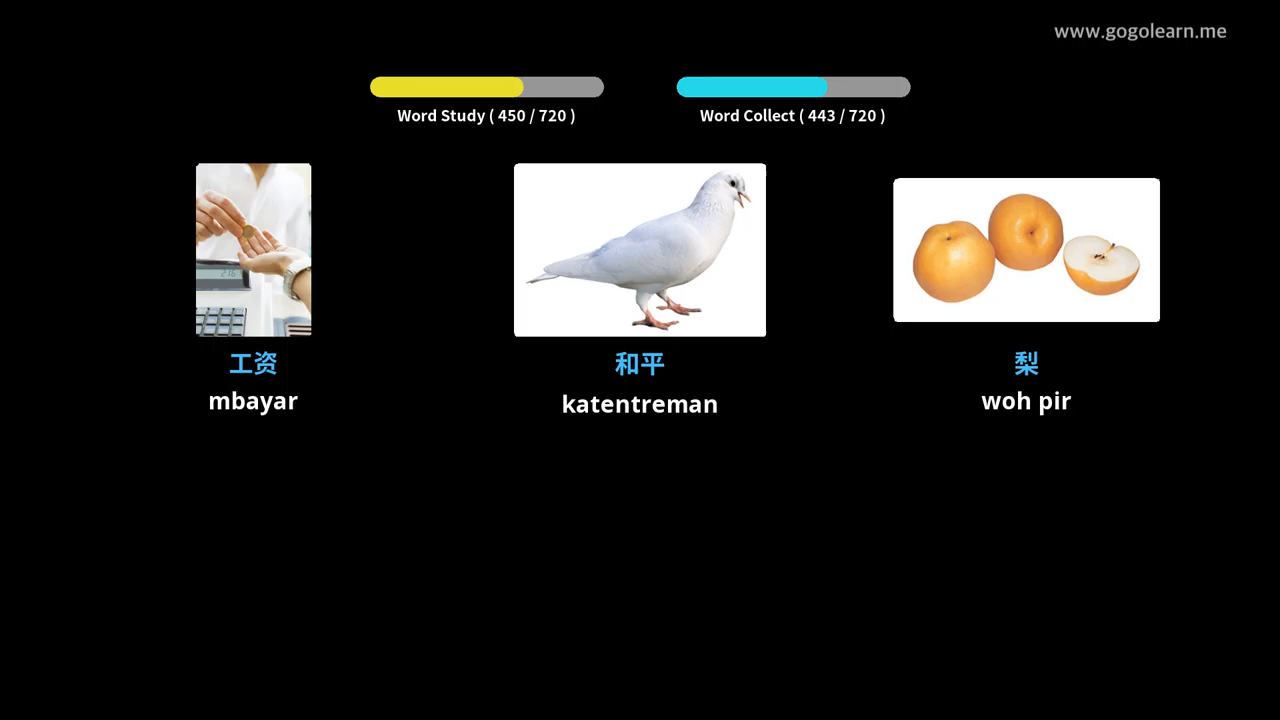 www.gogolearn.me
Word Study ( 450 / 720 )
Word Collect ( 443 / 720 )
工资
mbayar
和平
katentreman
梨
woh pir